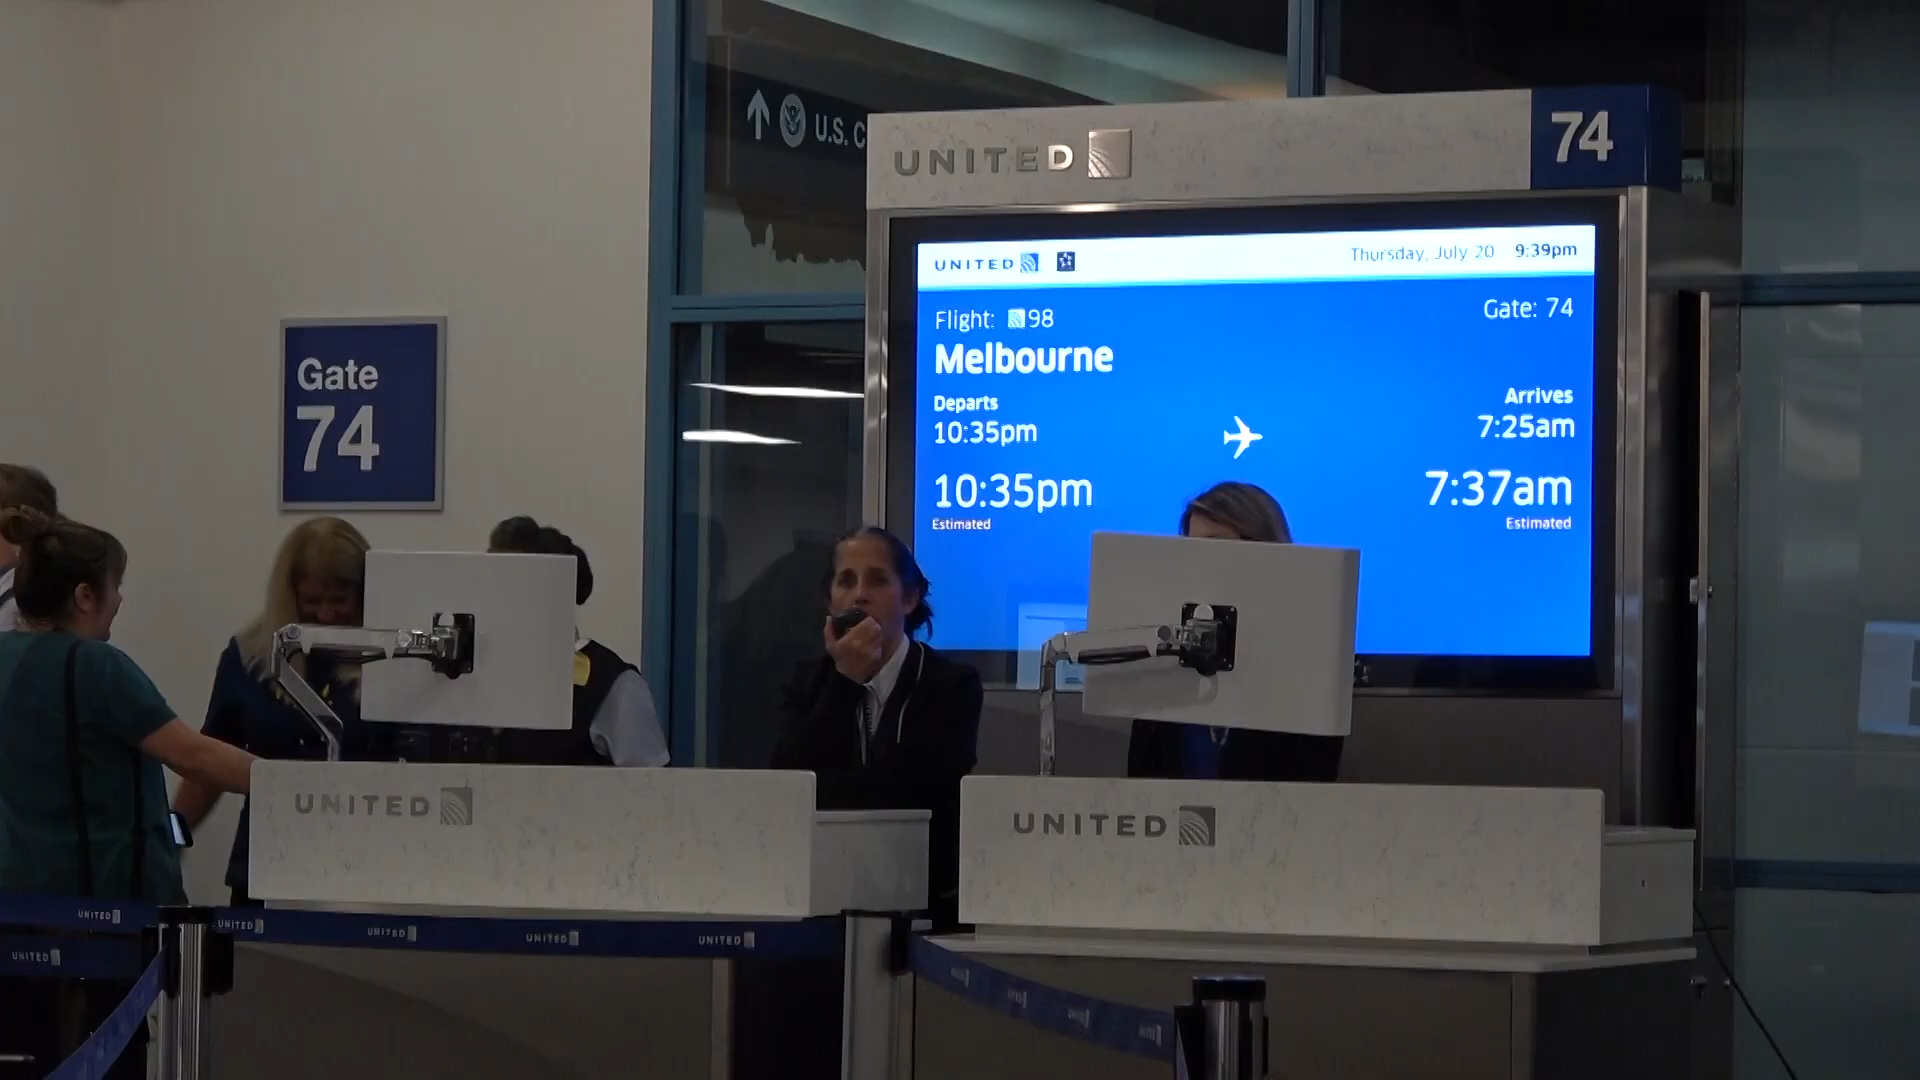 U.S. C
UNITED
74
UNITED
Thursday, July 20 9:39pm
Flight: 98
Gate: 74
Melbourne
Departs
10:35pm
Arrives
7:25am
10:35pm
Estimated
7:37am
Estimated
Gate
74
UNITED
UNITED
UNITED
UNITED
UNITED
UNITED
UNITED
UNITED